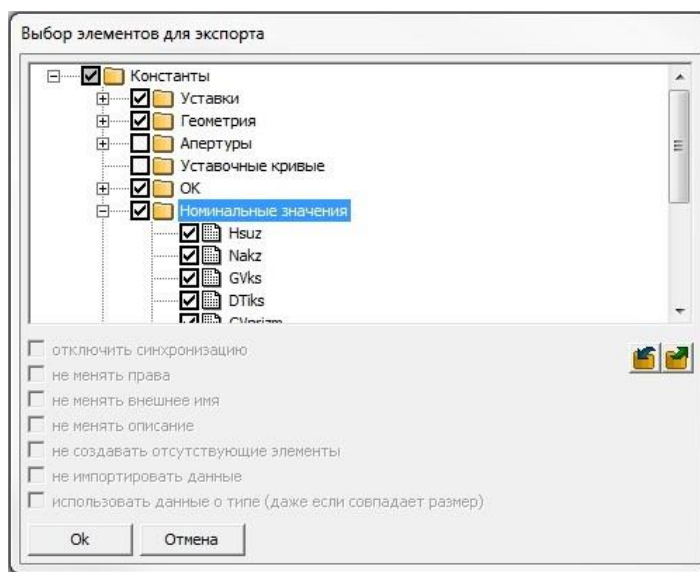 Выбор элементов для экспорта
Константы
Уставки
Геометрия
Апертуры
Уставочные кривые
ОК
Номинальные значения
Hsuz
Nakz
GVks
DTiks
GVprizm
отключить синхронизацию
не менять права
не менять внешнее имя
не менять описание
не создавать отсутствующие элементы
не импортировать данные
использовать данные о типе (даже если совпадает размер)
Ok Отмена